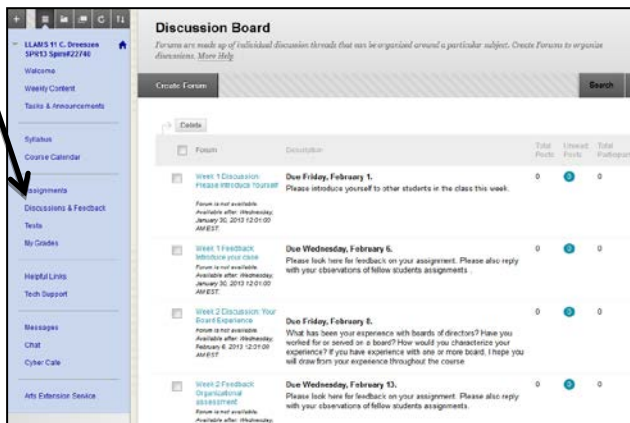 LLAMS 11 C. Dreeszen
SPR13 Spire#22740
Welcome
Weekly Content
Tasks & Announcements
Syllabus
Course Calendar
Assignments
Discussions & Feedback
Tests
My Grades
Helpful Links
Tech Support
Messages
Chat
Cyber Cafe
Arts Extension Service
Discussion Board
Forums are made up of individual discussion threads that can be organized around a particular subject. Create Forums to organize
discussions. More Help
Create Forum
Search
Delete
Forum
Description
Total
Posts
Unread
Posts
Total
Participan
Week 1 Discussion:
Please Introduce Yourself
Forum is not available.
Available after: Wednesday,
January 30, 2013 12:01:00
AM EST.
Due Friday, February 1.
Please introduce yourself to other students in the class this week.
0
0
0
Week 1 Feedback:
Introduce your case
Forum is not available.
Available after: Wednesday,
January 30, 2013 12:01:00
AM EST.
Due Wednesday, February 6.
Please look here for feedback on your assignment. Please also reply
with your observations of fellow students assignments .
0
0
0
Week 2 Discussion: Your
Board Experience
Forum is not available.
Available after: Wednesday,
February 6, 2013 12:01:00
AM EST.
Due Friday, February 8.
What has been your experience with boards of directors? Have you
worked for or served on a board? How would you characterize your
experience? If you have experience with one or more board, I hope you
will draw from your experience throughout the course.
0
0
0
Week 2 Feedback:
Organizational
assessment
Forum is not available.
Available after: Wednesday,
Due Wednesday, February 13.
Please look here for feedback on your assignment. Please also reply
with your observations of fellow students assignments.
0
0
0